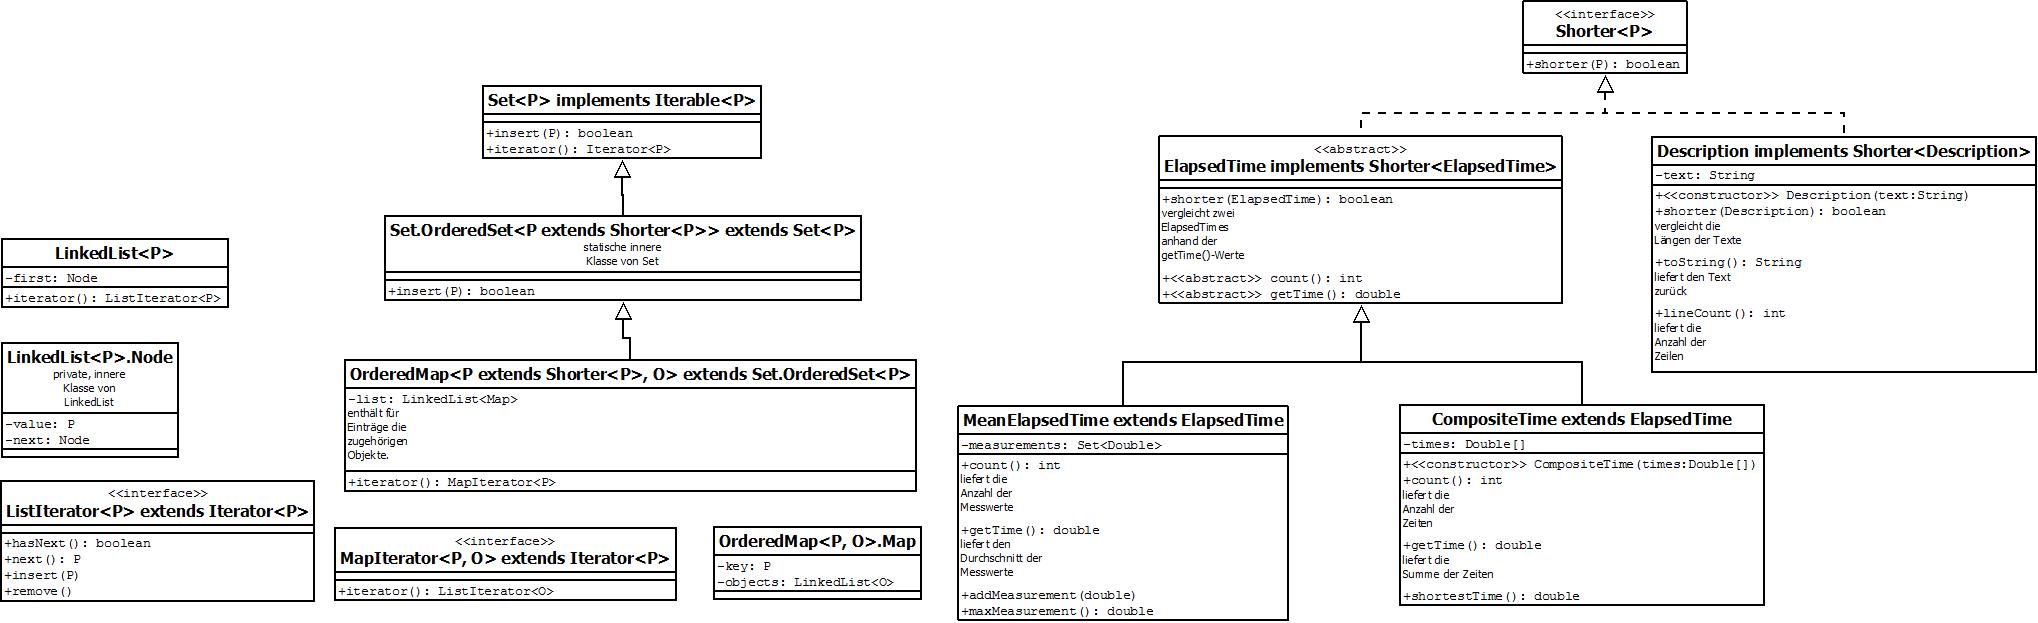 <<interface>>
Shorter<P>
+shorter(P): boolean
Set<P> implements Iterable<P>
+insert(P): boolean
+iterator(): Iterator<P>
Set.OrderedSet<P extends Shorter<P>> extends Set<P>
statische innere
Klasse von Set
+insert(P): boolean
LinkedList<P>
-first: Node
+iterator(): ListIterator<P>
LinkedList<P>.Node
private, innere
Klasse von
LinkedList
-value: P
-next: Node
<<interface>>
ListIterator<P> extends Iterator<P>
+hasNext(): boolean
+next(): P
+insert(P)
+remove()
OrderedMap<P extends Shorter<P>, O> extends Set.OrderedSet<P>
-list: LinkedList<Map>
enthält für
Einträge die
zugehörigen
Objekte.
+iterator(): MapIterator<P>
<<interface>>
MapIterator<P, O> extends Iterator<P>
+iterator(): ListIterator<O>
OrderedMap<P, O>.Map
-key: P
-objects: LinkedList<O>
<<abstract>>
ElapsedTime implements Shorter<ElapsedTime>
+shorter(ElapsedTime): boolean
vergleicht zwei
ElapsedTimes
anhand der
getTime()-Werte
+<<abstract>> count(): int
+<<abstract>> getTime(): double
Description implements Shorter<Description>
-text: String
+<<constructor>> Description(text:String)
+shorter(Description): boolean
vergleicht die
Längen der Texte
+toString(): String
liefert den Text
zurück
+lineCount(): int
liefert die
Anzahl der
Zeilen
MeanElapsedTime extends ElapsedTime
-measurements: Set<Double>
+count(): int
liefert die
Anzahl der
Messwerte
+getTime(): double
liefert den
Durchschnitt der
Messwerte
+addMeasurement(double)
+maxMeasurement(): double
CompositeTime extends ElapsedTime
-times: Double[]
+<<constructor>> CompositeTime(times:Double[])
+count(): int
liefert die
Anzahl der
Zeiten
+getTime(): double
liefert die
Summe der Zeiten
+shortestTime(): double